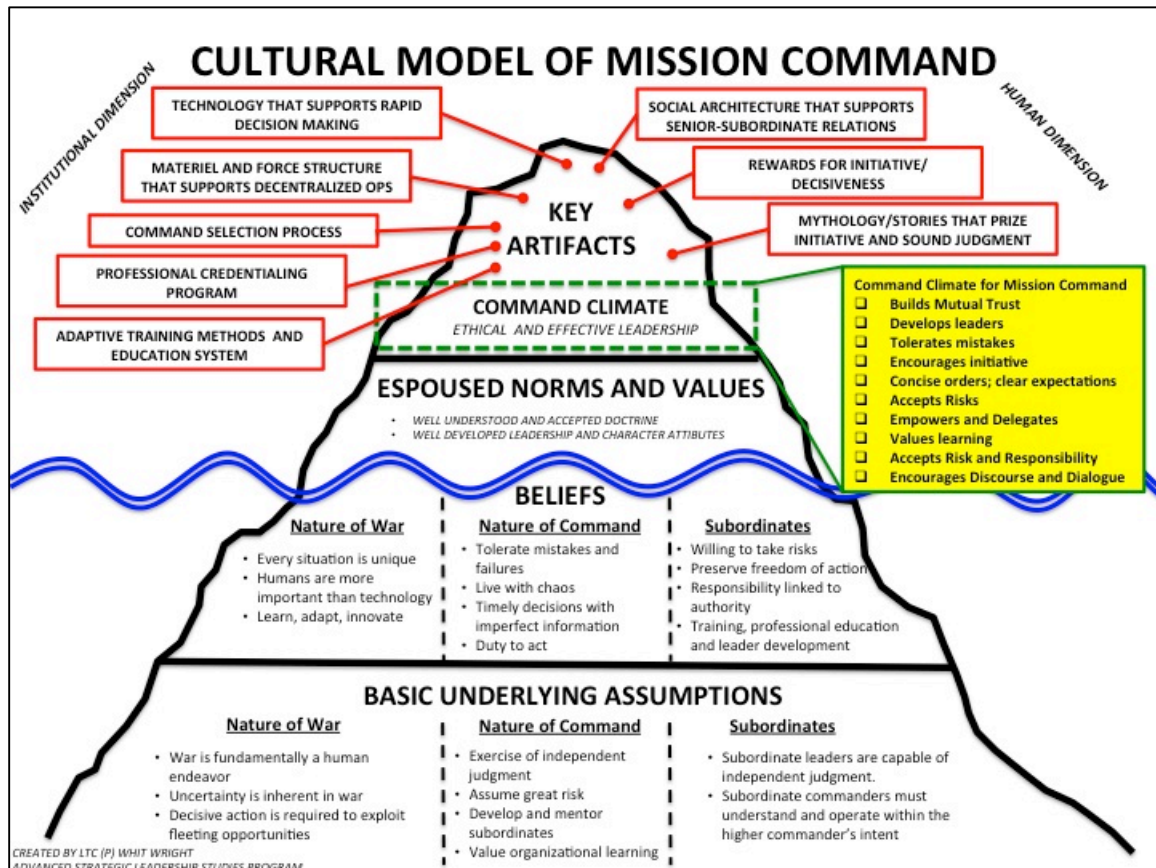 CULTURAL MODEL OF MISSION COMMAND
INSTITUTIONAL DIMENSION
HUMAN DIMENSION
TECHNOLOGY THAT SUPPORTS RAPID
DECISION MAKING
SOCIAL ARCHITECTURE THAT SUPPORTS
SENIOR-SUBORDINATE RELATIONS
MATERIEL AND FORCE STRUCTURE
THAT SUPPORTS DECENTRALIZED OPS
REWARDS FOR INITIATIVE/
DECISIVENESS
COMMAND SELECTION PROCESS
MYTHOLOGY/STORIES THAT PRIZE
INITIATIVE AND SOUND JUDGMENT
PROFESSIONAL CREDENTIALING
PROGRAM
ADAPTIVE TRAINING METHODS AND
EDUCATION SYSTEM
KEY
ARTIFACTS
COMMAND CLIMATE
ETHICAL AND EFFECTIVE LEADERSHIP
Command Climate for Mission Command
❑ Builds Mutual Trust
❑ Develops leaders
❑ Tolerates mistakes
❑ Encourages initiative
❑ Concise orders; clear expectations
❑ Accepts Risks
❑ Empowers and Delegates
❑ Values learning
❑ Accepts Risk and Responsibility
❑ Encourages Discourse and Dialogue
ESPOUSED NORMS AND VALUES
• WELL UNDERSTOOD AND ACCEPTED DOCTRINE
• WELL DEVELOPED LEADERSHIP AND CHARACTER ATTIBUTES
BELIEFS
Nature of War
• Every situation is unique
• Humans are more
important than technology
• Learn, adapt, innovate
Nature of Command
• Tolerate mistakes and
failures
• Live with chaos
• Timely decisions with
imperfect information
• Duty to act
Subordinates
• Willing to take risks
• Preserve freedom of action
• Responsibility linked to
authority
• Training, professional education
and leader development
BASIC UNDERLYING ASSUMPTIONS
Nature of War
• War is fundamentally a human
endeavor
• Uncertainty is inherent in war
• Decisive action is required to exploit
fleeting opportunities
Nature of Command
• Exercise of independent
judgment
• Assume great risk
• Develop and mentor
subordinates
• Value organizational learning
Subordinates
• Subordinate leaders are capable of
independent judgment.
• Subordinate commanders must
understand and operate within the
higher commander's intent
CREATED BY LTC (P) WHIT WRIGHT
ADVANCED STRATEGIC LEADERSHIP STUDIES PROGRAM